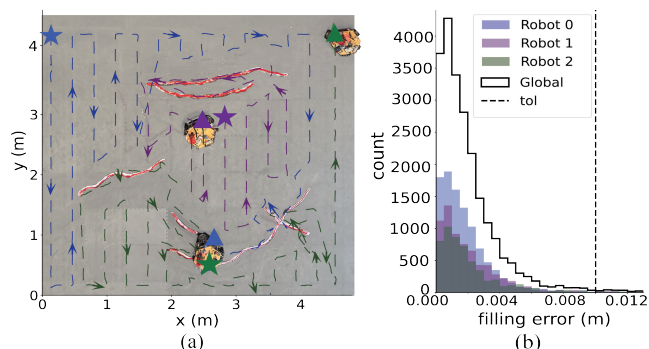 4
3
2
1
0
y (m)
0
1
2
3
4
x (m)
(a)
4000
3500
3000
2500
2000
1500
1000
500
0
count
Robot 0
Robot 1
Robot 2
Global
tol
0.000
0.004
0.008
0.012
filling error (m)
(b)